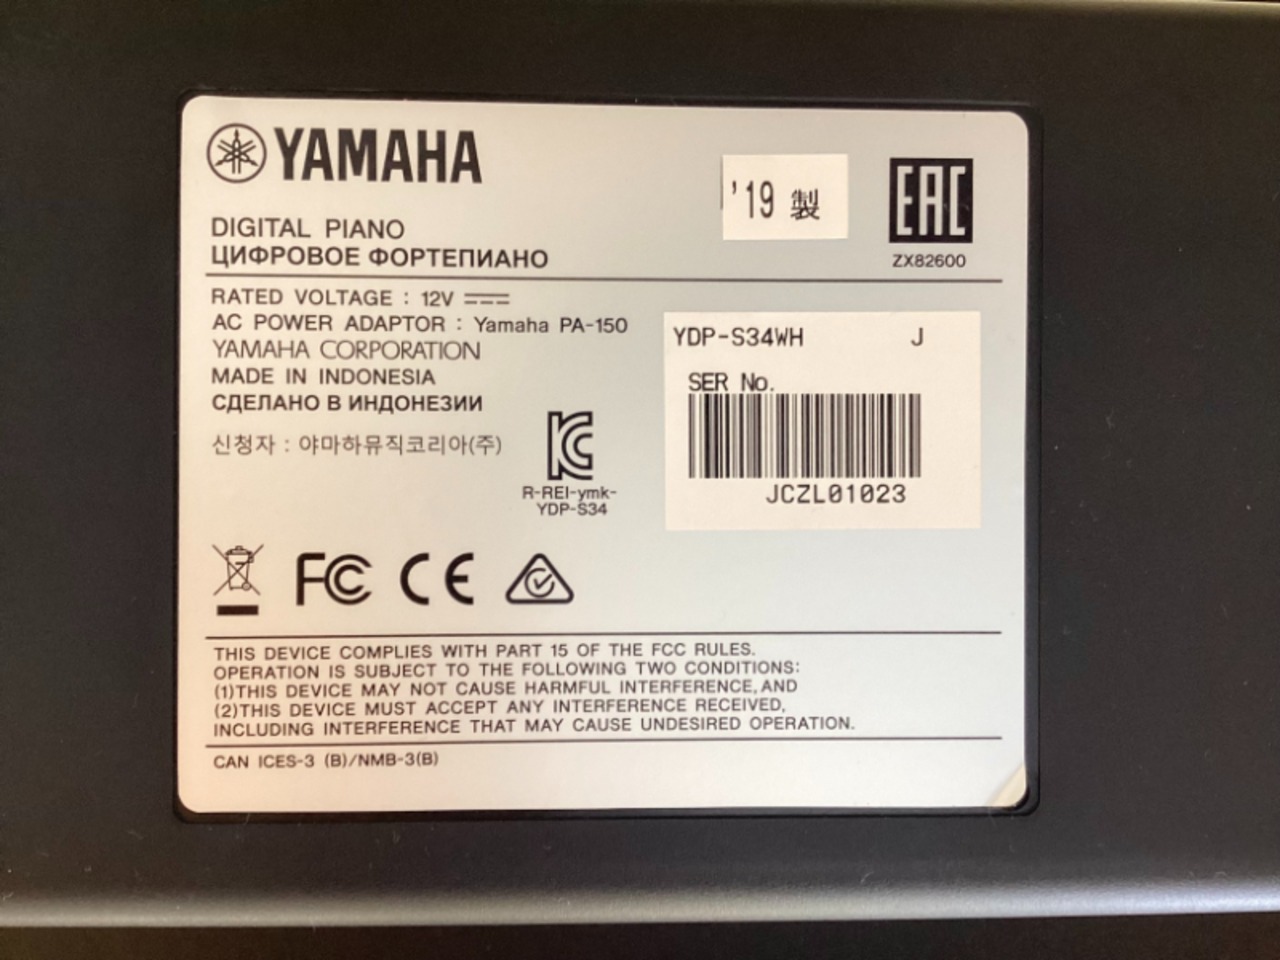 YAMAHA
'19 製
EAC
ZX82600
DIGITAL PIANO
ЦИФРОВОЕ ФОРТЕПИАНО
RATED VOLTAGE : 12V
AC POWER ADAPTOR : Yamaha PA-150
YAMAHA CORPORATION
MADE IN INDONESIA
СДЕЛАНО В ИНДОНЕЗИИ
신청자 : 야마하뮤직코리아(주)
R-REI-ymk-
YDP-S34
YDP-S34WH J
SER No.
JCZL01023
FC CE
THIS DEVICE COMPLIES WITH PART 15 OF THE FCC RULES.
OPERATION IS SUBJECT TO THE FOLLOWING TWO CONDITIONS:
(1)THIS DEVICE MAY NOT CAUSE HARMFUL INTERFERENCE,AND
(2)THIS DEVICE MUST ACCEPT ANY INTERFERENCE RECEIVED,
INCLUDING INTERFERENCE THAT MAY CAUSE UNDESIRED OPERATION.
CAN ICES-3 (B)/NMB-3(B)